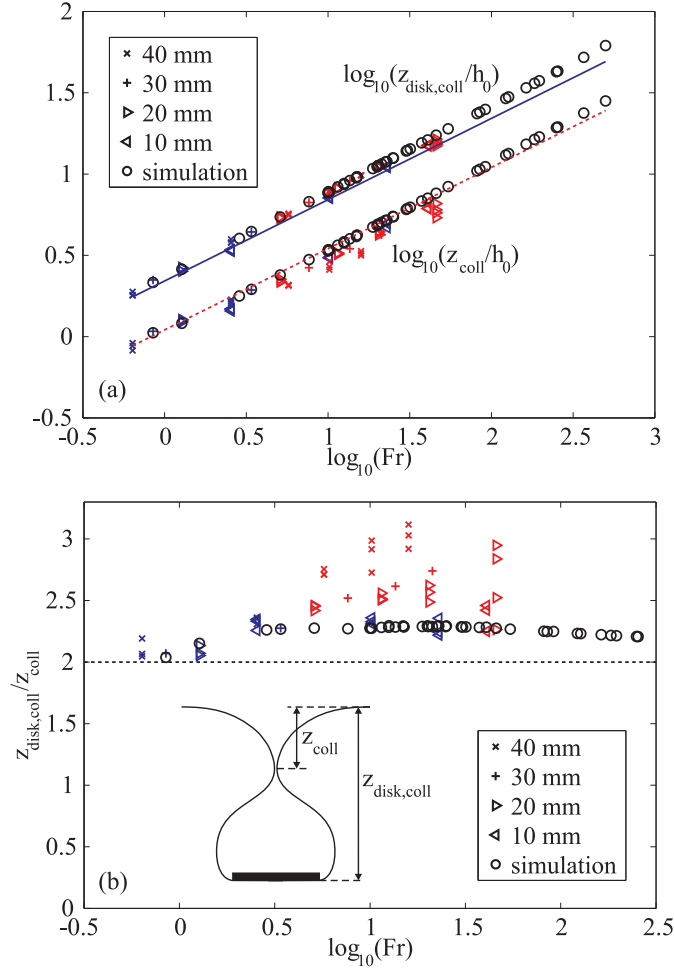 2
1.5
1
0.5
0
-0.5
40 mm
30 mm
20 mm
10 mm
simulation
log10(zdisk,coll/h0)
log10(zcoll/h0)
(a)
-0.5 0 0.5 1 1.5 2 2.5 3
log10(Fr)
3
2.5
2
1.5
1
0.5
0
zdisk,coll/zcoll
zcoll
zdisk,coll
40 mm
30 mm
20 mm
10 mm
simulation
(b)
-0.5 0 0.5 1 1.5 2 2.5
log10(Fr)